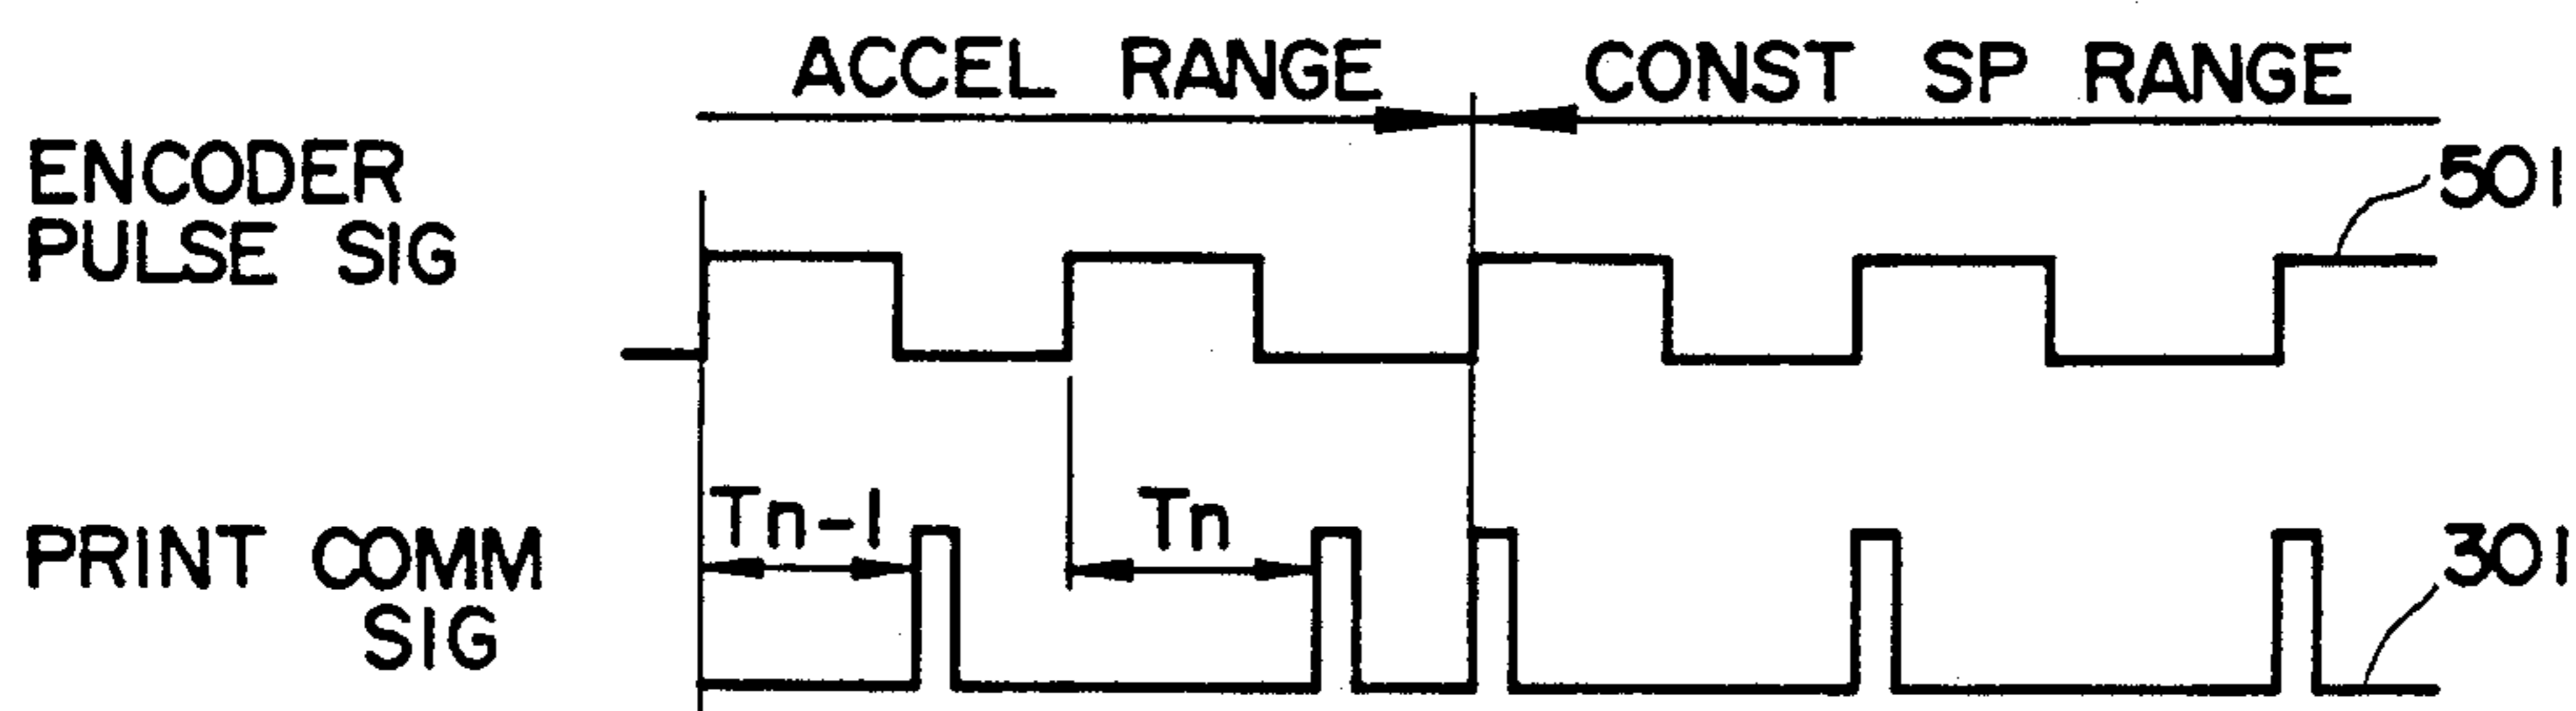 ACCEL RANGE
CONST SP RANGE
ENCODER
PULSE SIG
501
Tn-1
Tn
PRINT COMM
SIG
301